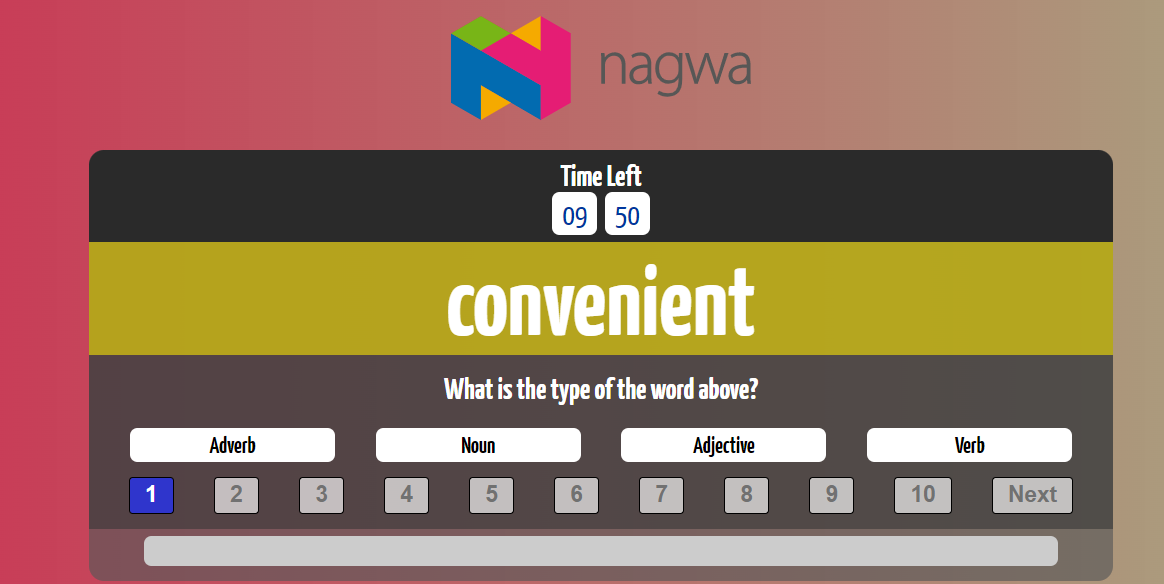 nagwa
Time Left
09 50
convenient
What is the type of the word above?
Adverb Noun Adjective Verb
1 2 3 4 5 6 7 8 9 10 Next